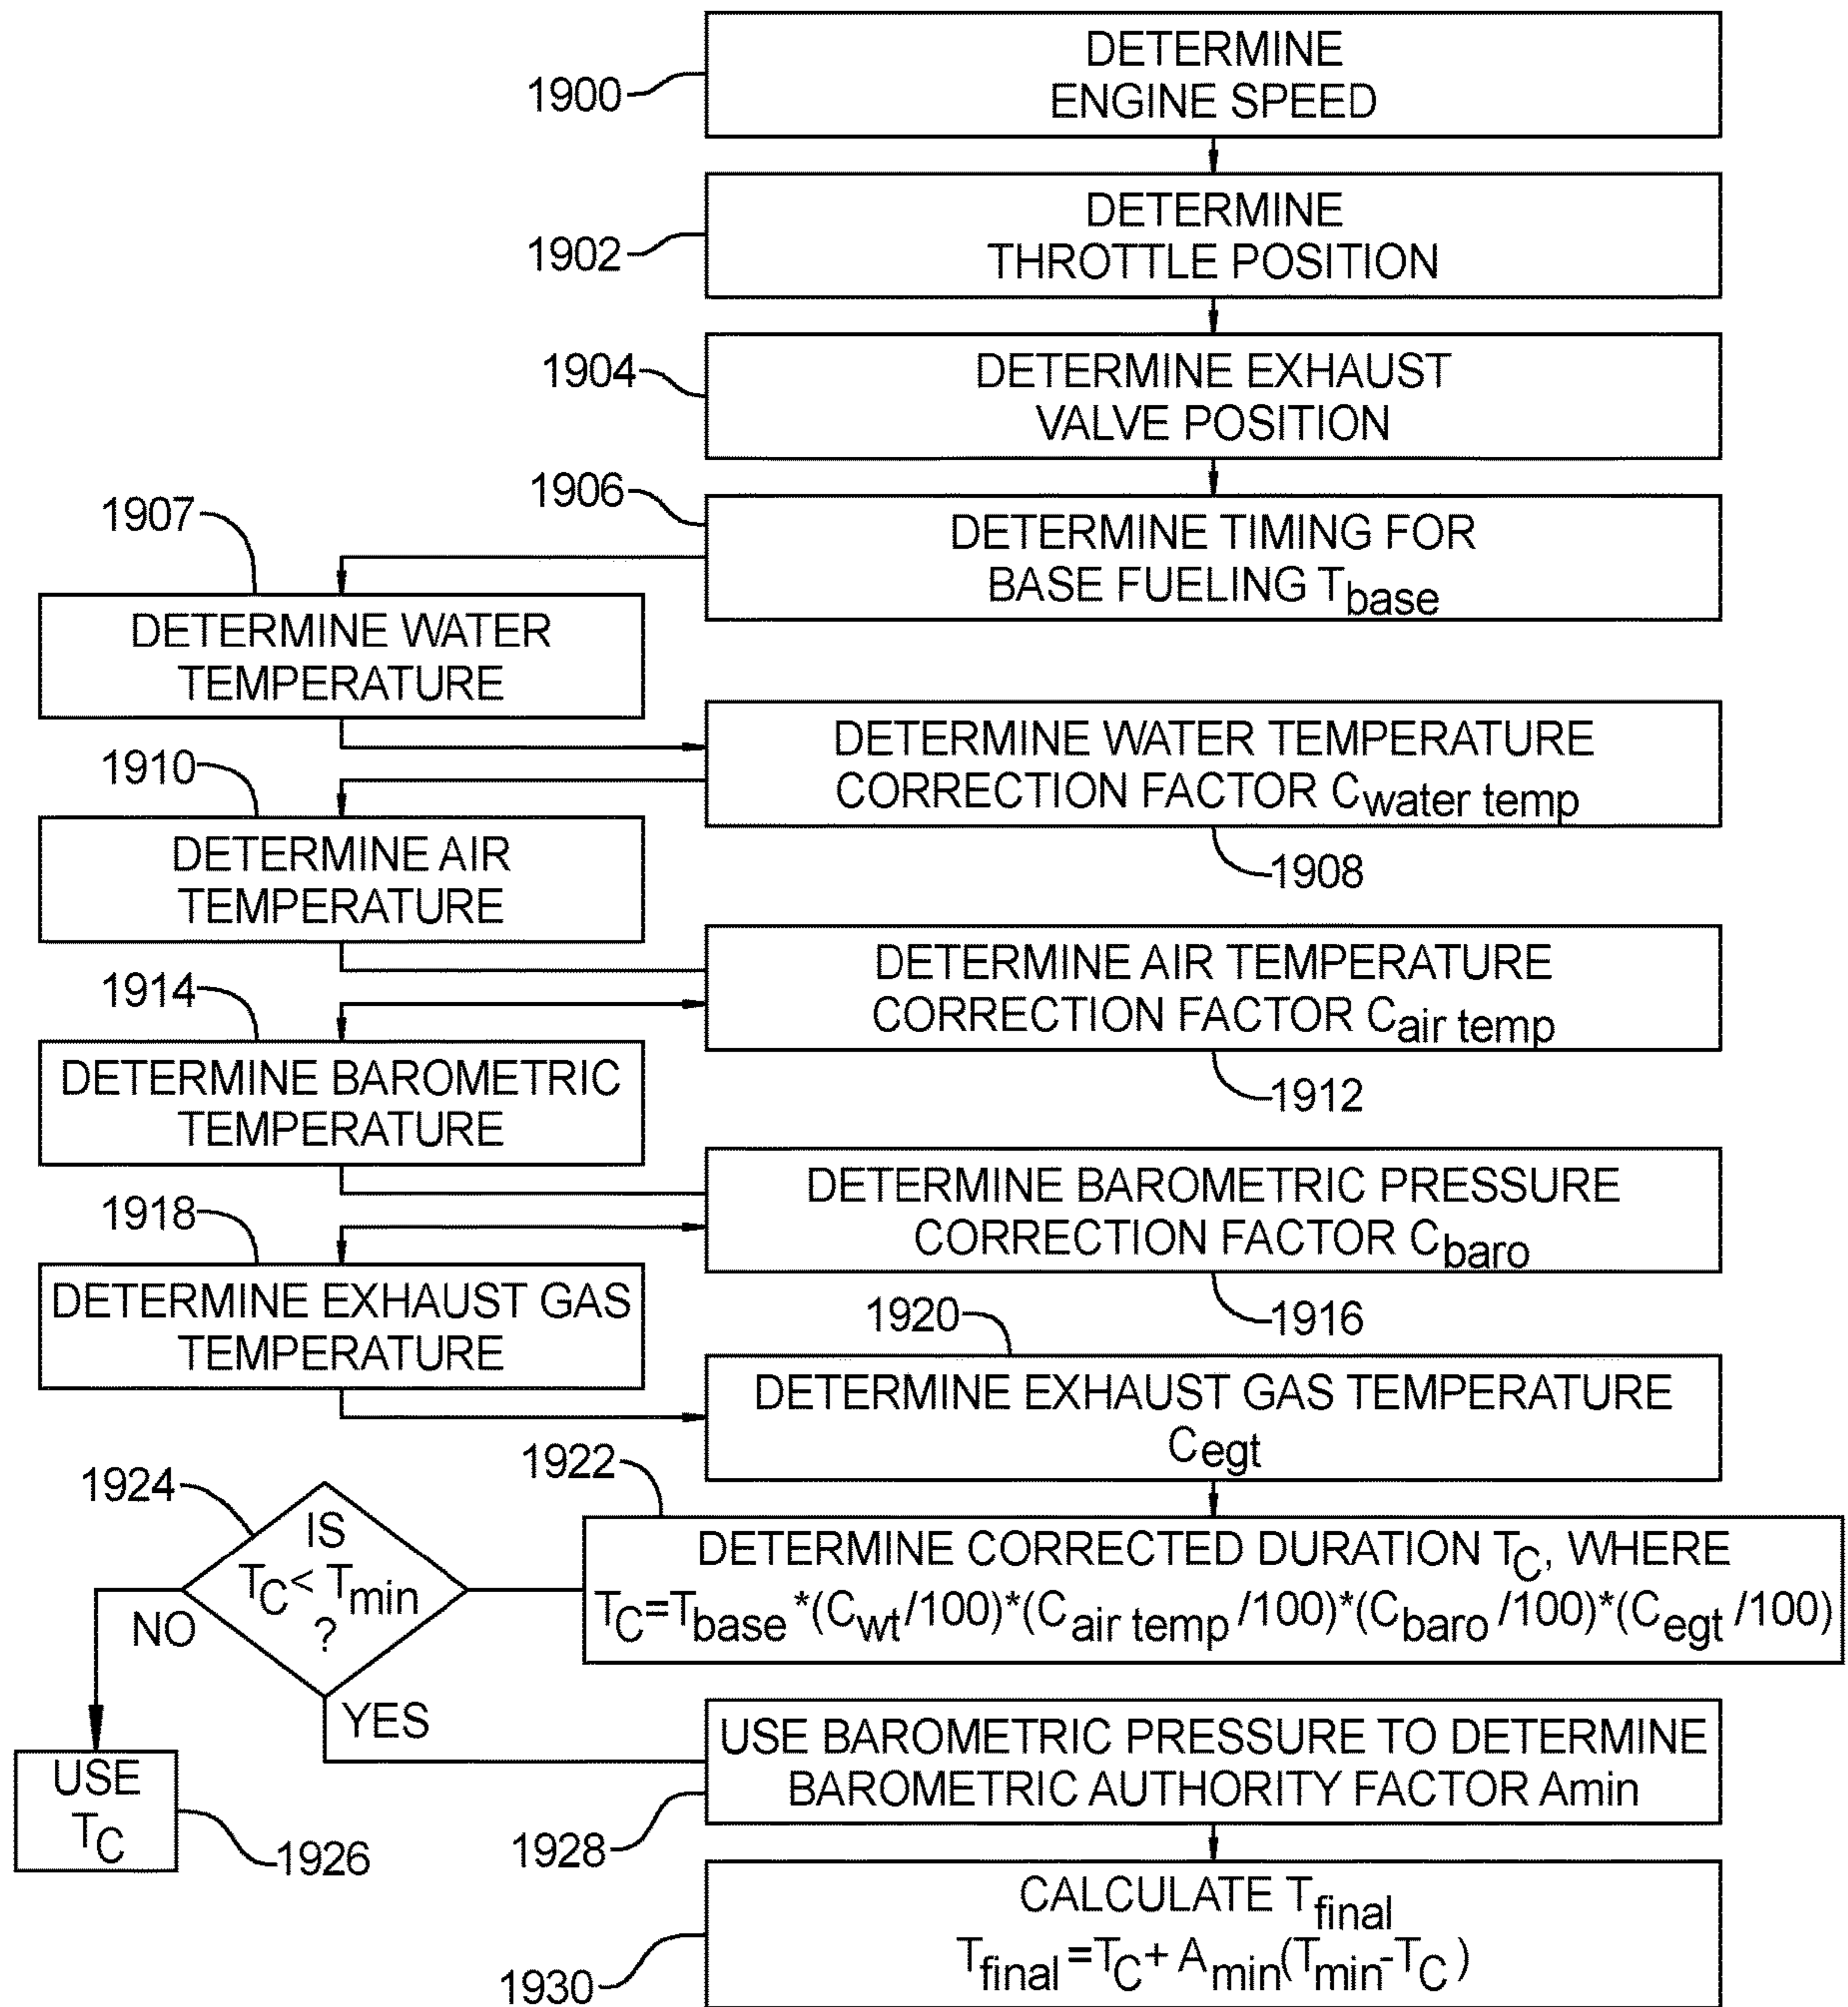 1900
DETERMINE
ENGINE SPEED
1902
DETERMINE
THROTTLE POSITION
1904
DETERMINE EXHAUST
VALVE POSITION
1906
DETERMINE TIMING FOR
BASE FUELING Tbase
1907
DETERMINE WATER
TEMPERATURE
DETERMINE WATER TEMPERATURE
CORRECTION FACTOR Cwater temp
1908
1910
DETERMINE AIR
TEMPERATURE
DETERMINE AIR TEMPERATURE
CORRECTION FACTOR Cair temp
1912
1914
DETERMINE BAROMETRIC
TEMPERATURE
DETERMINE BAROMETRIC PRESSURE
CORRECTION FACTOR Cbaro
1916
1918
DETERMINE EXHAUST GAS
TEMPERATURE
1920
DETERMINE EXHAUST GAS TEMPERATURE
Cegt
1922
DETERMINE CORRECTED DURATION TC, WHERE
TC=Tbase*(Cwt/100)*(Cair temp/100)*(Cbaro/100)*(Cegt/100)
1924
IS
TC< Tmin
?
NO
YES
USE
TC
1926
USE BAROMETRIC PRESSURE TO DETERMINE
BAROMETRIC AUTHORITY FACTOR Amin
1928
CALCULATE Tfinal
Tfinal=TC+ Amin(Tmin-TC)
1930